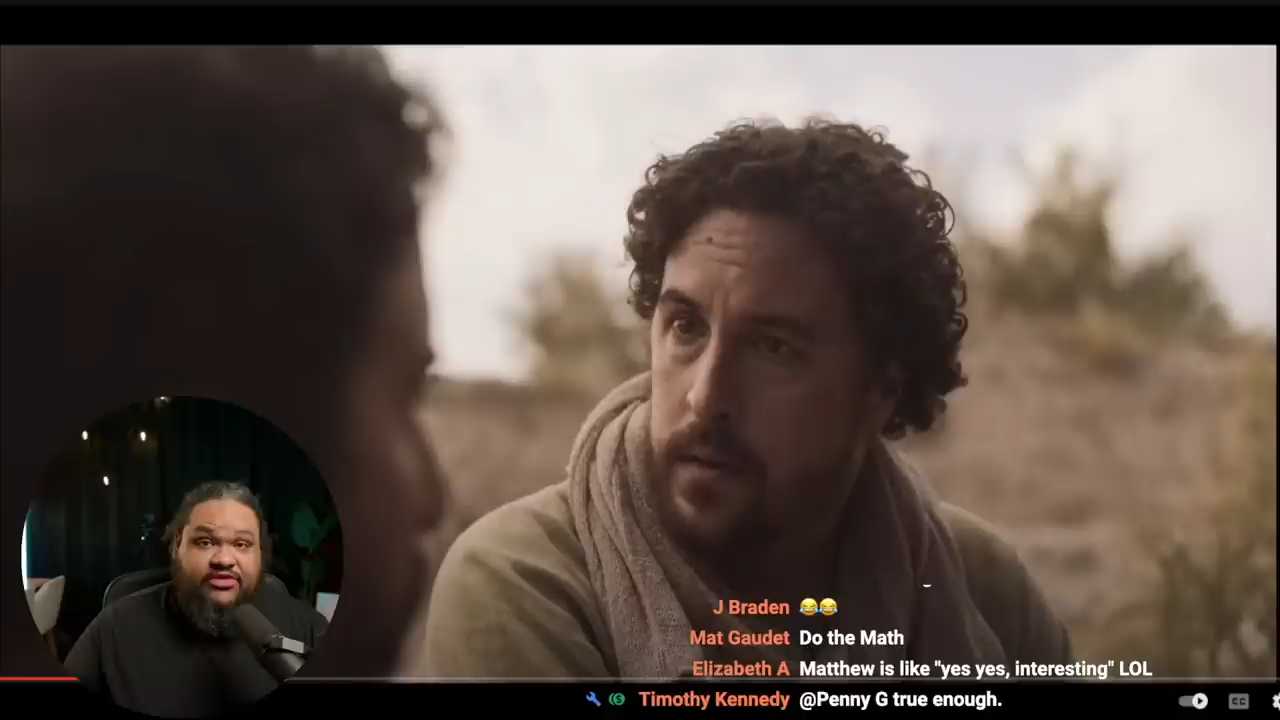 J Braden 😂😂
Mat Gaudet Do the Math
Elizabeth A Matthew is like "yes yes, interesting" LOL
Timothy Kennedy @Penny G true enough.
CC